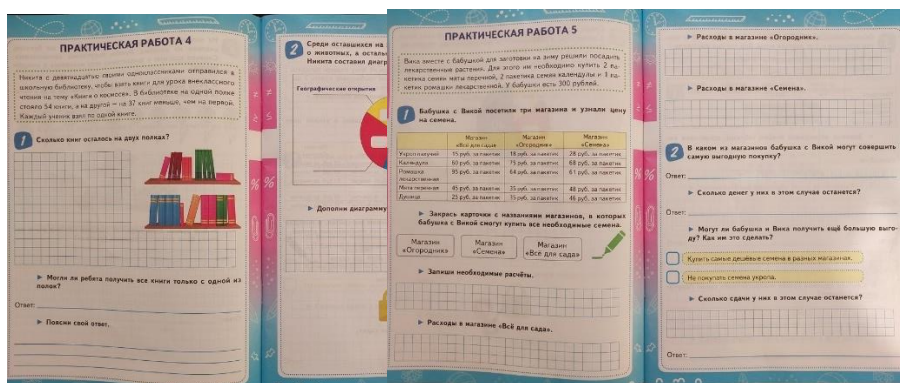 ПРАКТИЧЕСКАЯ РАБОТА 4
Никита с девятнадцатью своими одноклассниками отправился в
школьную библиотеку, чтобы взять книги для урока внеклассного
чтения на тему «Книги о космосе». В библиотеке на одной полке
стояло 54 книги, а на другой — на 37 книг меньше, чем на первой.
Каждый ученик взял по одной книге.
1 Сколько книг осталось на двух полках?
► Могли ли ребята получить все книги только с одной из
полок?
Ответ:
► Поясни свой ответ.
2 Среди оставшихся на
о животных, а осталь
Никита составил диагр
Географические открытия
► Дополни диаграмму
ПРАКТИЧЕСКАЯ РАБОТА 5
Вика вместе с бабушкой для заготовки на зиму решили посадить
лекарственные растения. Для этого им необходимо купить 2 па-
кетика семян мяты перечной, 2 пакетика семян календулы и 1 па-
кетик ромашки лекарственной. У бабушки есть 300 рублей.
1 Бабушка с Викой посетили три магазина и узнали цену
на семена.
Магазин «Всё для сада» Магазин «Огородник» Магазин «Семена»
Укроп пахучий 15 руб. за пакетик 18 руб. за пакетик 28 руб. за пакетик
Календула 60 руб. за пакетик 71 руб. за пакетик 68 руб. за пакетик
Ромашка лекарственная руб. за пакетик 64 руб. за пакетик 61 руб. за пакетик
Мята перечная 45 руб. за пакетик 35 руб. за пакетик 48 руб. за пакетик
Душица 25 руб. за пакетик руб. за пакетик 46 руб. за пакетик
► Закрась карточки с названиями магазинов, в которых
бабушка с Викой смогут купить все необходимые семена.
Магазин «Огородник» Магазин «Семена» Магазин «Всё для сада»
► Запиши необходимые расчёты.
► Расходы в магазине «Всё для сада».
► Расходы в магазине «Огородник».
► Расходы в магазине «Семена».
2 В каком из магазинов бабушка с Викой могут совершить
самую выгодную покупку?
Ответ:
► Сколько денег у них в этом случае останется?
Ответ:
► Могут ли бабушка и Вика получить ещё большую выго-
ду? Как им это сделать?
Купить самые дешёвые семена в разных магазинах.
Не покупать семена укропа.
► Сколько сдачи у них в этом случае останется?
Ответ: